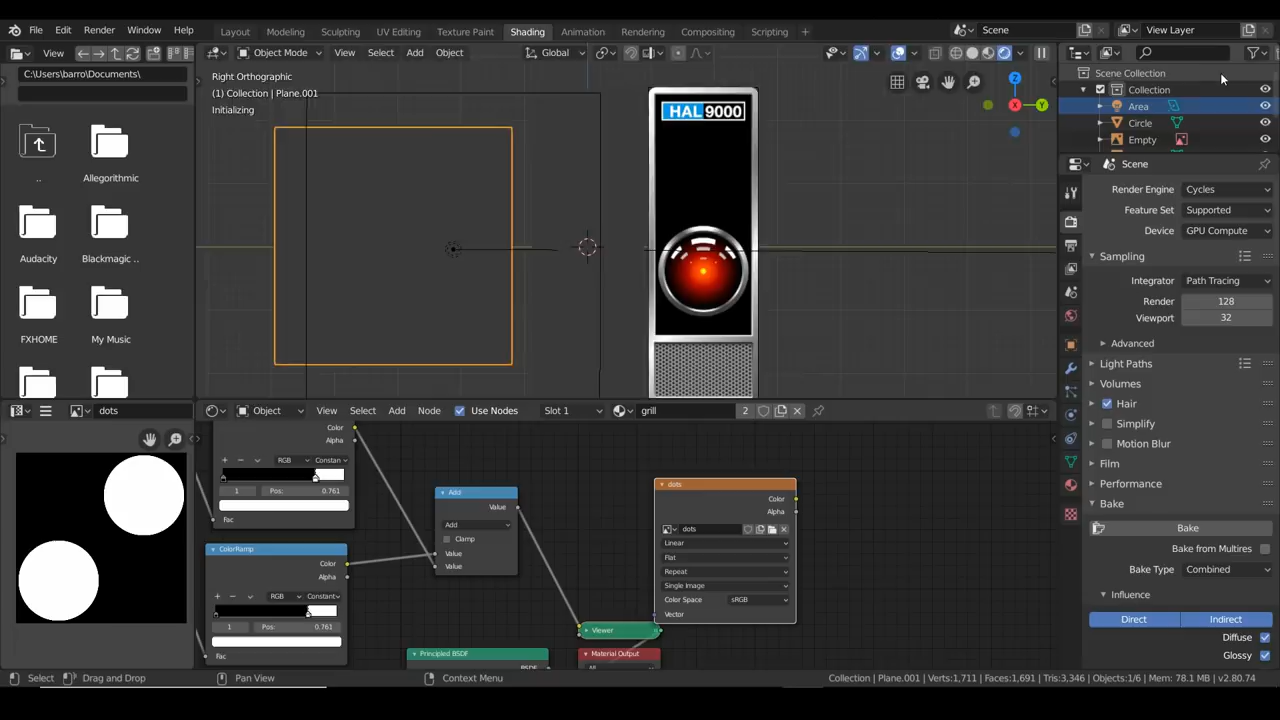 File Edit Render Window Help Layout Modeling Sculpting UV Editing Texture Paint Shading Animation Rendering Compositing Scripting + Scene View Layer
View Object Mode View Select Add Object Global
C:\Users\barro\Documents\
Right Orthographic
(1) Collection | Plane.001
Initializing
HAL 9000
Z
X
Y
Scene Collection
Collection
Area
Circle
Empty
..
Allegorithmic
Audacity
Blackmagic ..
FXHOME
My Music
Scene
Render Engine Cycles
Feature Set Supported
Device GPU Compute
Sampling
Integrator Path Tracing
Render 128
Viewport 32
Advanced
Light Paths
Volumes
Hair
Simplify
Motion Blur
Film
Performance
Bake
Bake
Bake from Multires
Bake Type Combined
Influence
Direct Indirect
Diffuse
Glossy
dots
Object View Select Add Node Use Nodes Slot 1 grill 2
Color
Alpha
RGB Constan
1 Pos: 0.761
Fac
ColorRamp
Color
Alpha
RGB Constant
1 Pos: 0.761
Fac
Add
Value
Add
Clamp
Value
Value
dots
Color
Alpha
dots
Linear
Flat
Repeat
Single Image
Color Space sRGB
Vector
Viewer
Principled BSDF
BSDF
Material Output
All
Select Drag and Drop Pan View Context Menu Collection | Plane.001 | Verts:1,711 | Faces:1,691 | Tris:3,346 | Objects:1/6 | Mem: 78.1 MB | v2.80.74